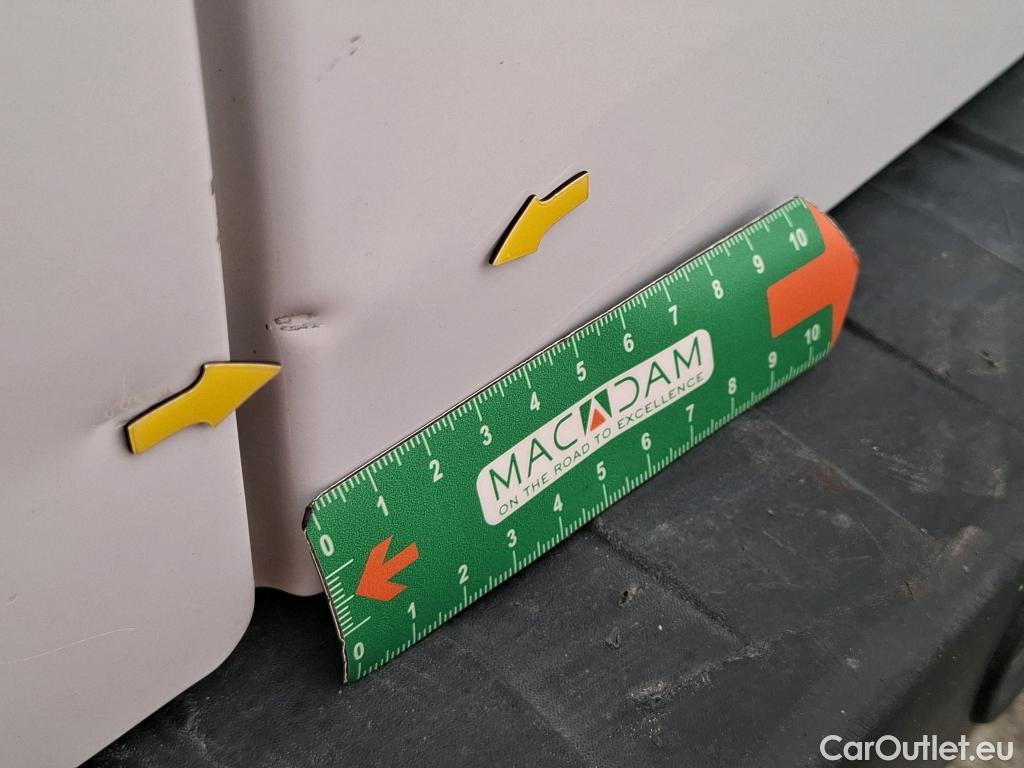 0 1 2 3 4 5 6 7 8 9 10
MACADAM
ON THE ROAD TO EXCELLENCE
0 1 2 3 4 5 6 7 8 9 10
CarOutlet.eu